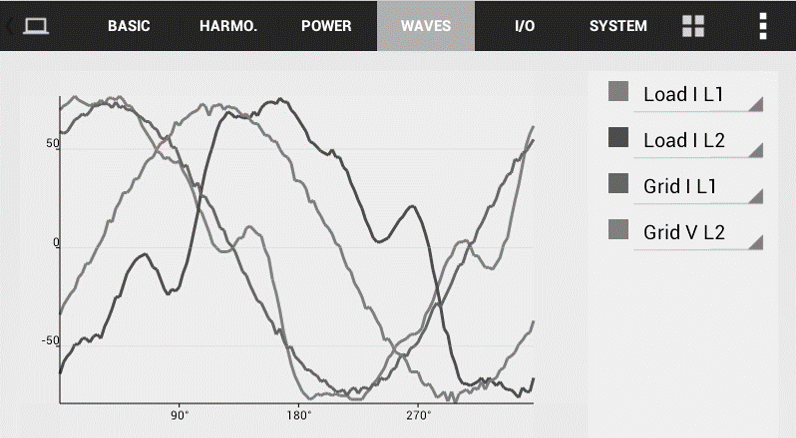 BASIC HARMO. POWER WAVES I/O SYSTEM
50
0
-50
90° 180° 270°
Load I L1
Load I L2
Grid I L1
Grid V L2